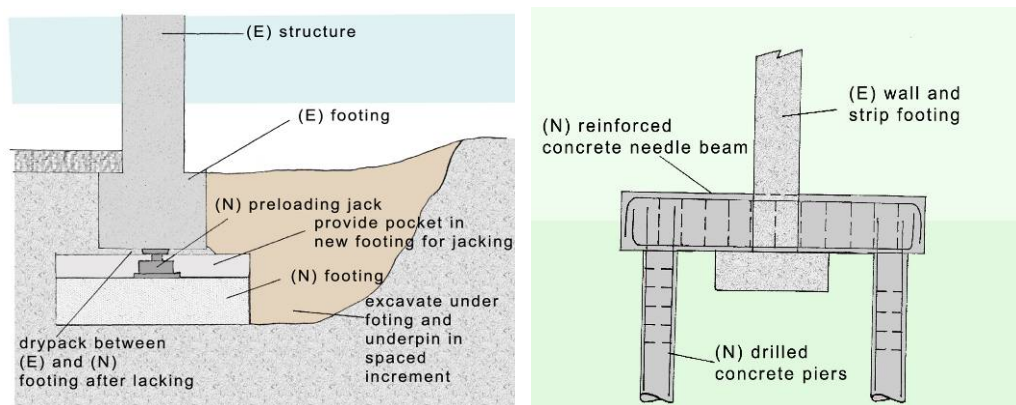 (E) structure
(E) footing
(N) preloading jack
provide pocket in
new footing for jacking
(N) footing
excavate under
foting and
underpin in
spaced
increment
drypack between
(E) and (N)
footing after lacking
(E) wall and
strip footing
(N) reinforced
concrete needle beam
(N) drilled
concrete piers